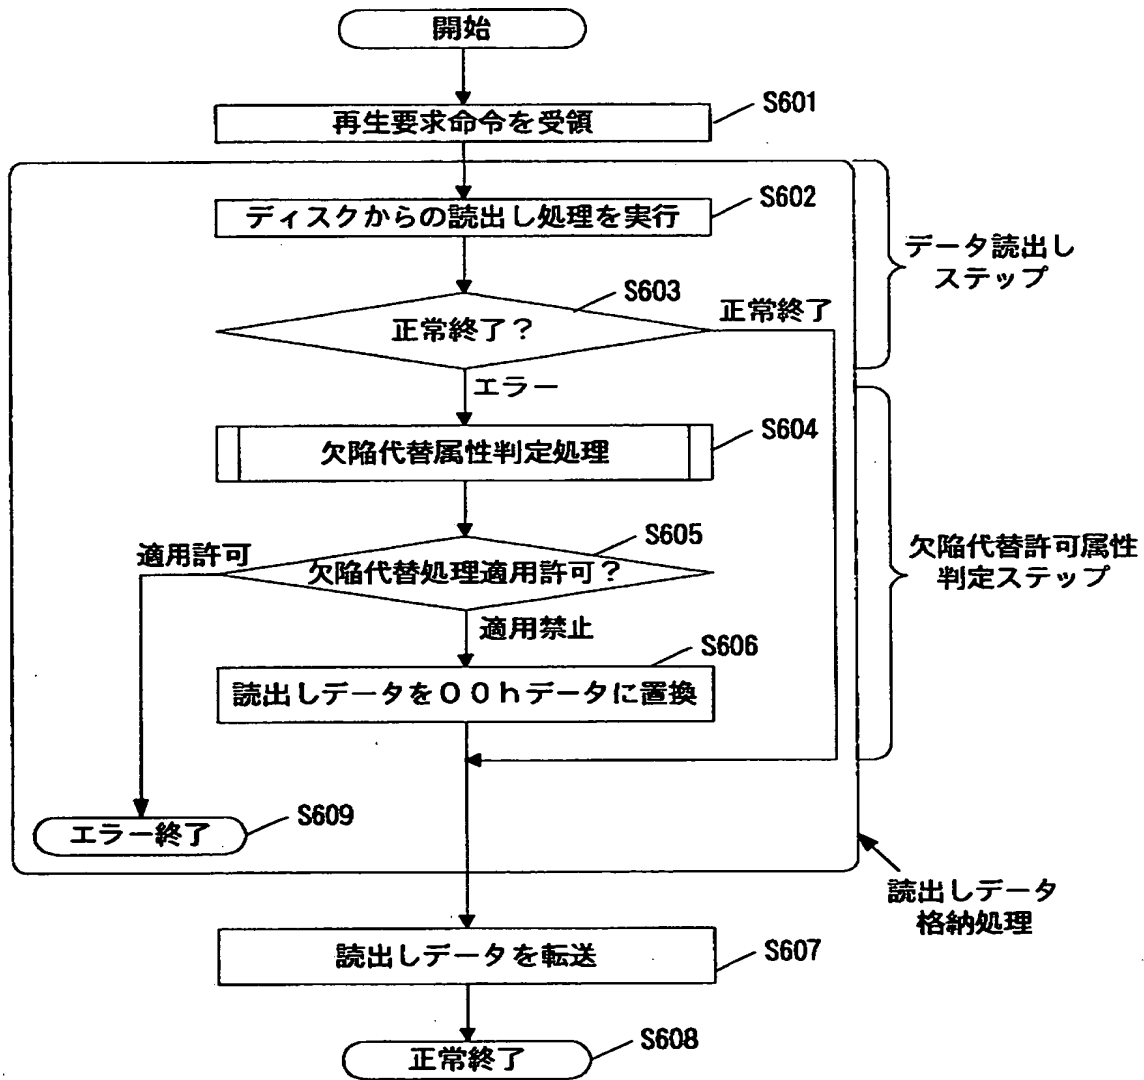 開始
S601
再生要求命令を受領
S602
ディスクからの読出し処理を実行
データ読出し
ステップ
S603
正常終了
正常終了？
エラー
S604
欠陥代替属性判定処理
S605
適用許可
欠陥代替処理適用許可？
欠陥代替許可属性
判定ステップ
適用禁止
S606
読出しデータを００ｈデータに置換
S609
エラー終了
読出しデータ
格納処理
S607
読出しデータを転送
S608
正常終了